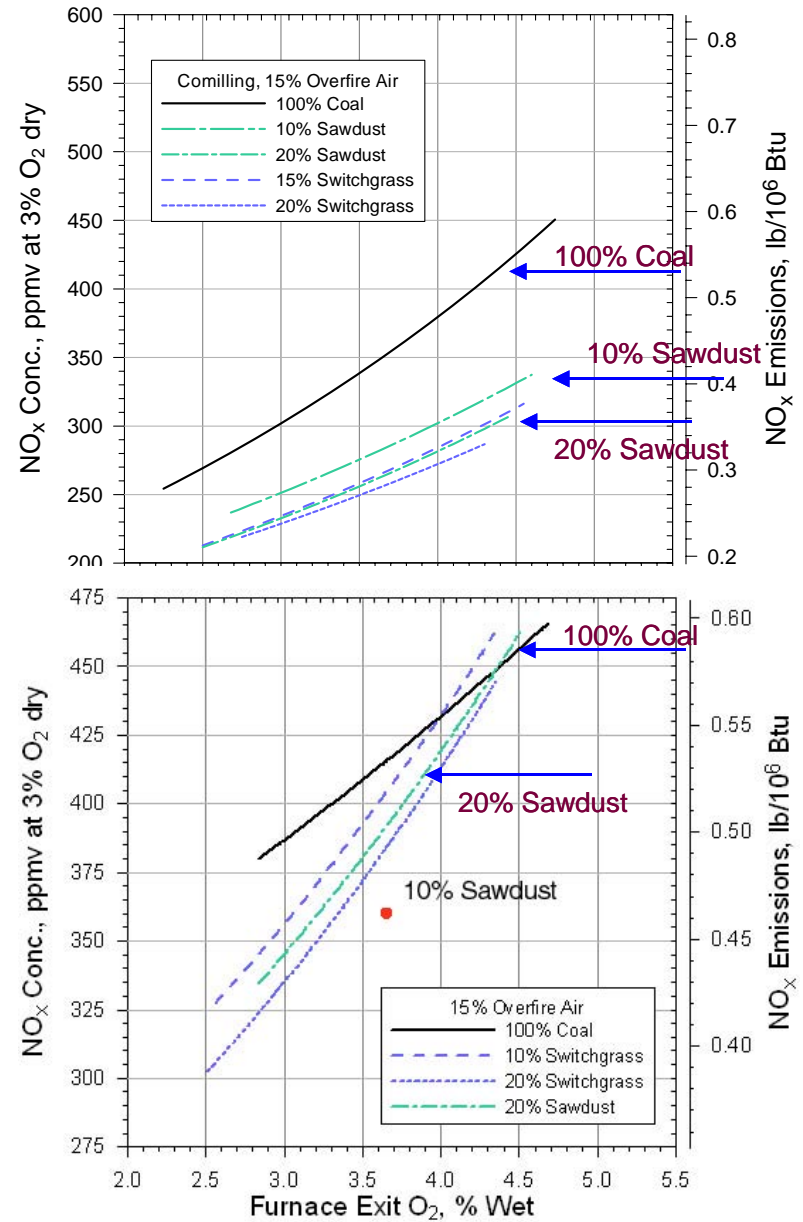 600
550
500
450
400
350
300
250
200
NOx Conc., ppmv at 3% O2 dry
Comilling, 15% Overfire Air
100% Coal
10% Sawdust
20% Sawdust
15% Switchgrass
20% Switchgrass
100% Coal
10% Sawdust
20% Sawdust
0.8
0.7
0.6
0.5
0.4
0.3
0.2
NOx Emissions, lb/10^6 Btu
475
450
425
400
375
350
325
300
275
NOx Conc., ppmv at 3% O2 dry
100% Coal
20% Sawdust
10% Sawdust
15% Overfire Air
100% Coal
10% Switchgrass
20% Switchgrass
20% Sawdust
0.60
0.55
0.50
0.45
0.40
NOx Emissions, lb/10^6 Btu
2.0 2.5 3.0 3.5 4.0 4.5 5.0 5.5
Furnace Exit O2, % Wet